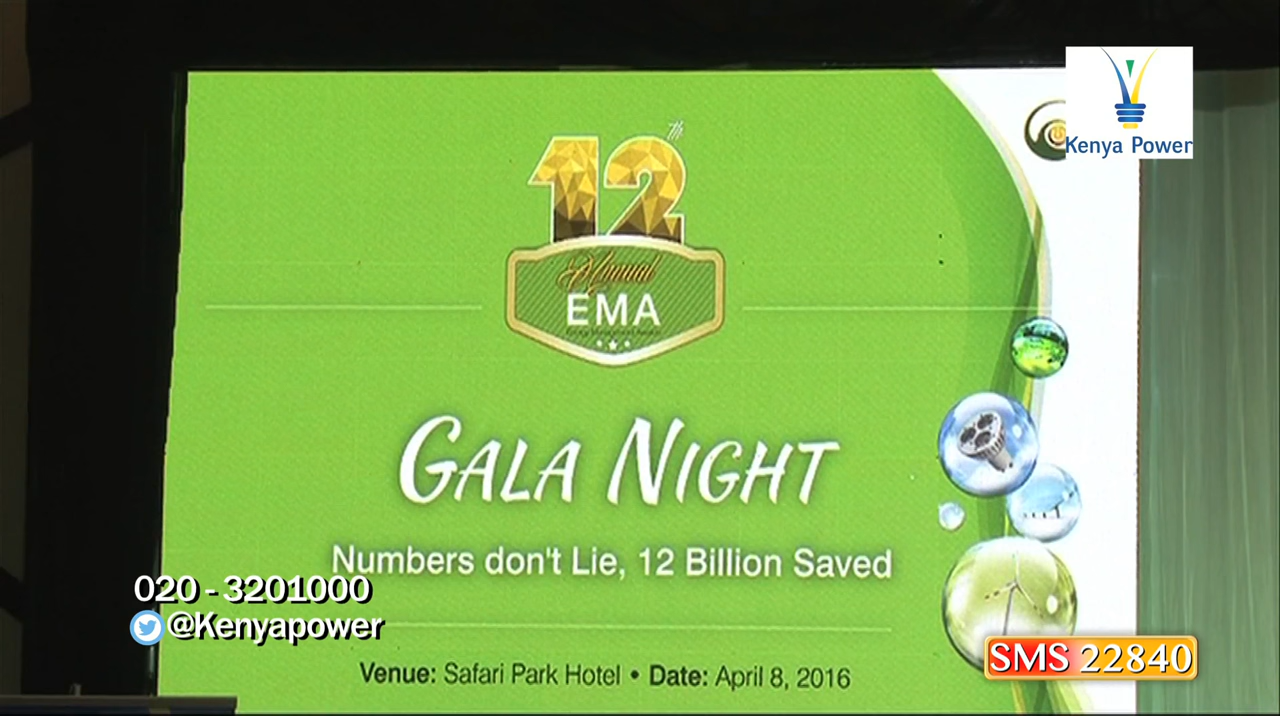 Kenya Power
12th
Annual
EMA
GALA NIGHT
Numbers don't Lie, 12 Billion Saved
020 - 3201000
@Kenyapower
SMS 22840
Venue: Safari Park Hotel • Date: April 8, 2016